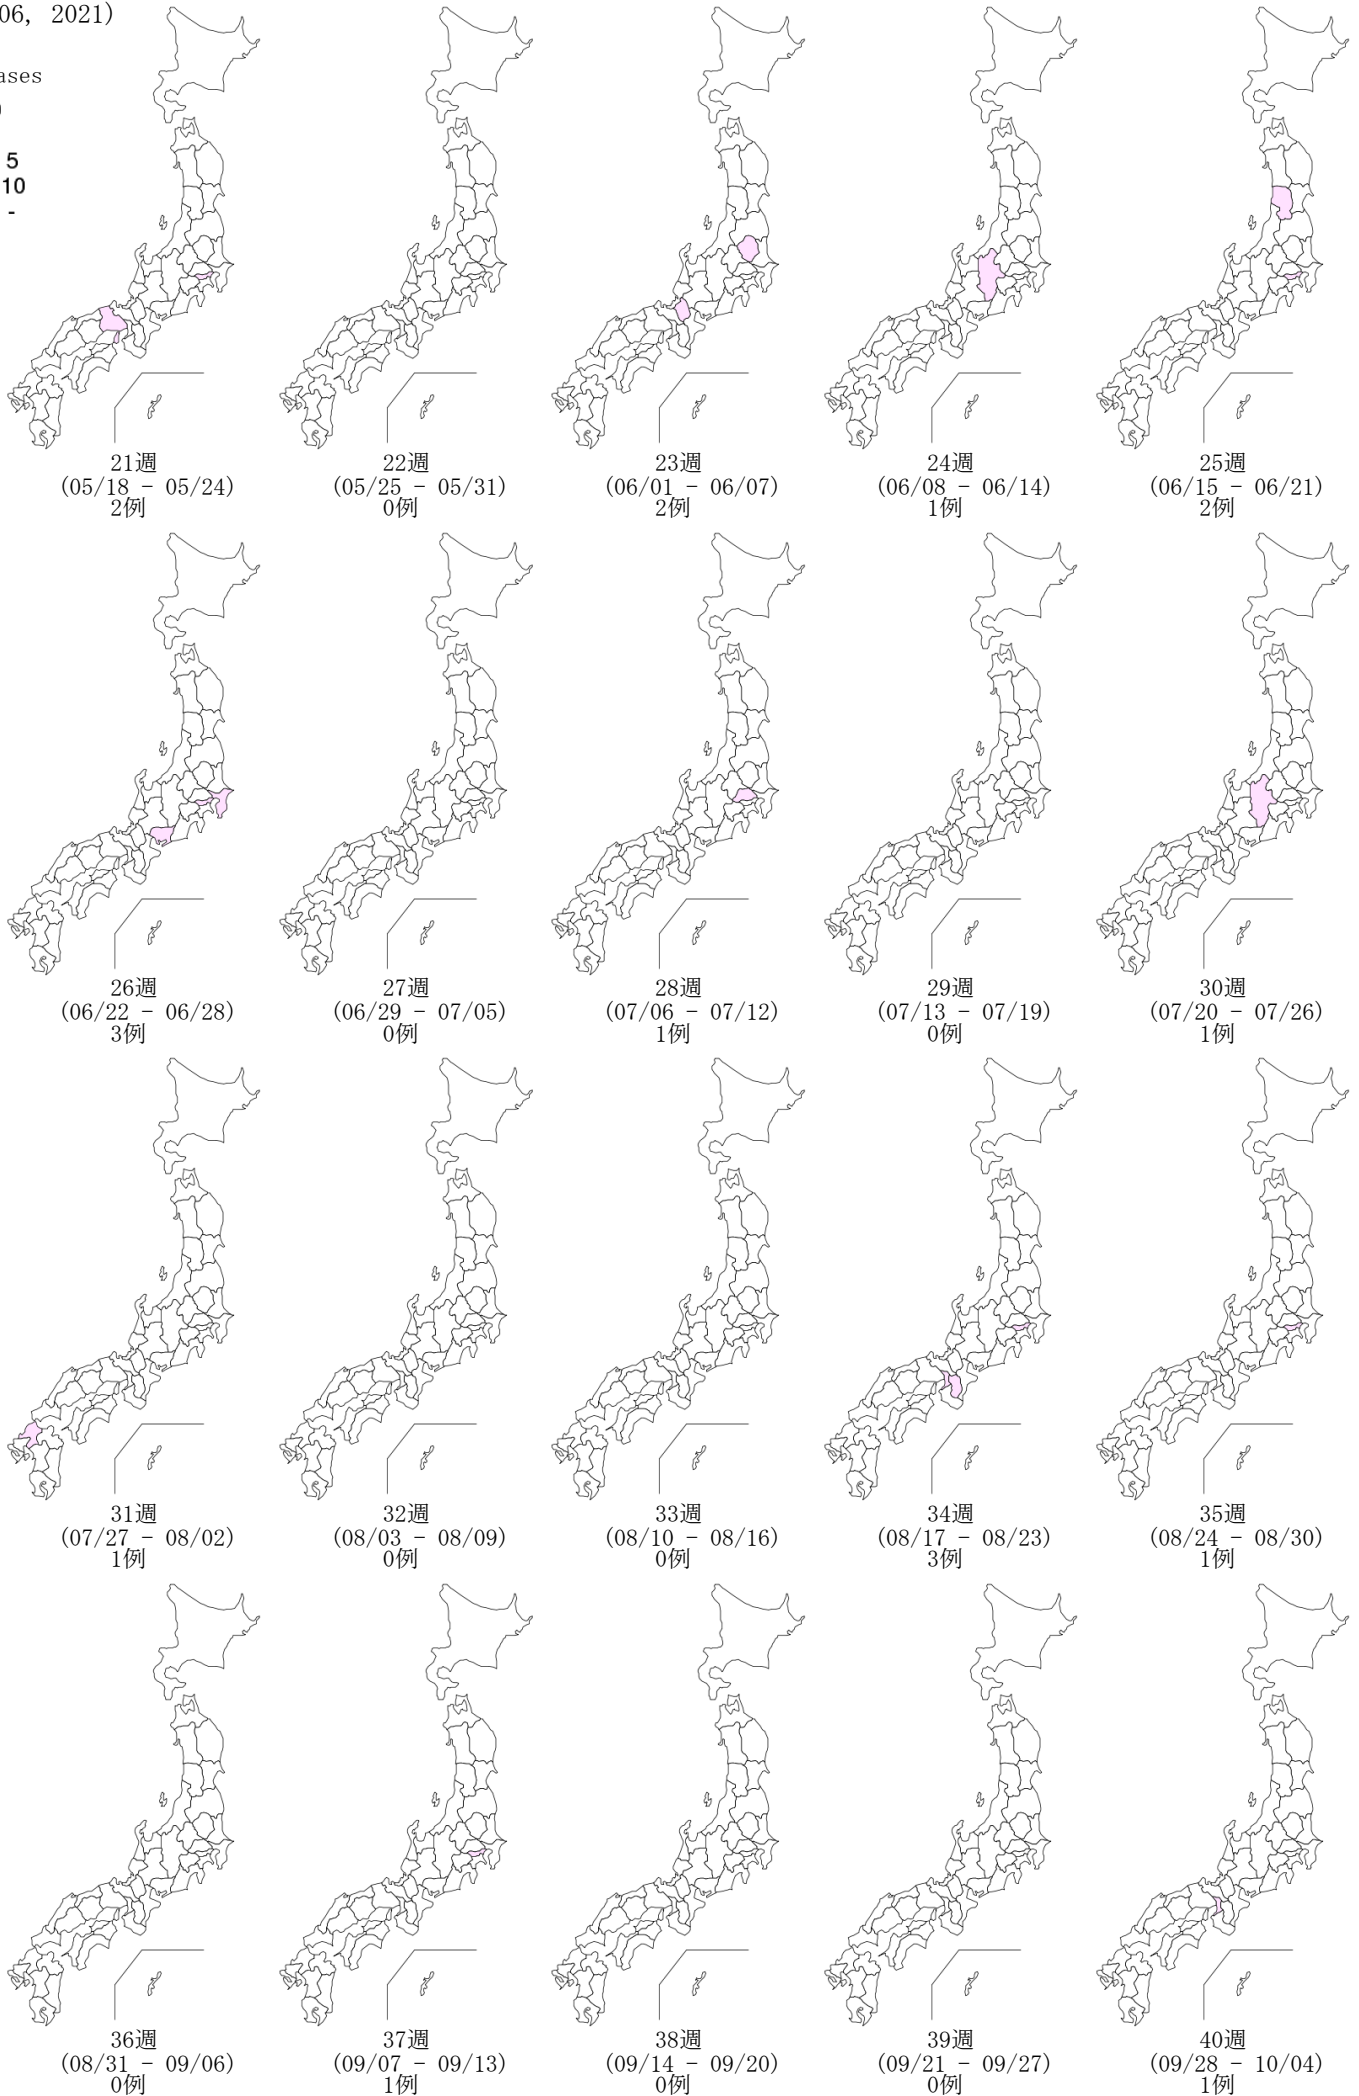 06, 2021)
ases
5
10
-
21週
(05/18 - 05/24)
2例
22週
(05/25 - 05/31)
0例
23週
(06/01 - 06/07)
2例
24週
(06/08 - 06/14)
1例
25週
(06/15 - 06/21)
2例
26週
(06/22 - 06/28)
3例
27週
(06/29 - 07/05)
0例
28週
(07/06 - 07/12)
1例
29週
(07/13 - 07/19)
0例
30週
(07/20 - 07/26)
1例
31週
(07/27 - 08/02)
1例
32週
(08/03 - 08/09)
0例
33週
(08/10 - 08/16)
0例
34週
(08/17 - 08/23)
3例
35週
(08/24 - 08/30)
1例
36週
(08/31 - 09/06)
0例
37週
(09/07 - 09/13)
1例
38週
(09/14 - 09/20)
0例
39週
(09/21 - 09/27)
0例
40週
(09/28 - 10/04)
1例